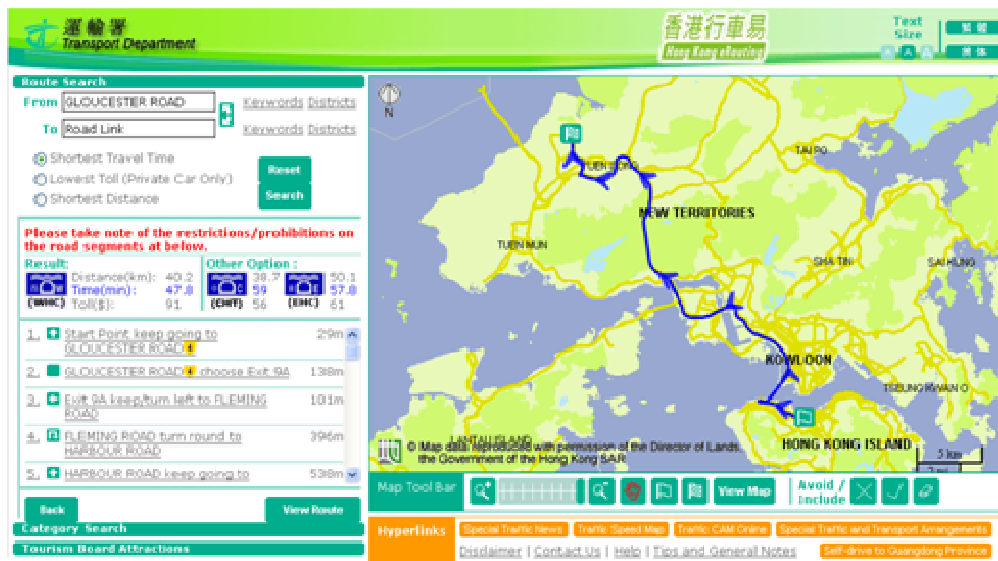 運輸署
Transport Department
香港行車易
Hong Kong eRouting
Text
Size
A A A
繁體
简体
Route Search
From GLOUCESTER ROAD Keywords Districts
To Road Link Keywords Districts
Shortest Travel Time
Lowest Toll (Private Car Only)
Shortest Distance
Reset
Search
Please take note of the restrictions/prohibitions on
the road segments at below.
Result:
Other Option :
Distance(km): 40.2 38.7 50.1
Time(min): 47.8 59 57.8
(WHC) Toll($): 91 (CHT) 56 (EHC) 61
1. Start Point keep going to 29m
GLOUCESTER ROAD 4
2. GLOUCESTER ROAD 4 choose Exit 9A 138m
3. Exit 9A keep/turn left to FLEMING 101m
ROAD
4. FLEMING ROAD turn round to 396m
HARBOUR ROAD
5. HARBOUR ROAD keep going to 538m
Back
View Route
Category Search
Tourism Board Attractions
N
YUEN LONG
TAI PO
NEW TERRITORIES
TUEN MUN
SHA TIN
SAI KUNG
KOWLOON
TSEUNG KWAN O
LANTAU ISLAND
HONG KONG ISLAND
© Map data reproduced with permission of the Director of Lands,
the Government of the Hong Kong SAR
5 km
2 mi
Map Tool Bar
View Map
Avoid /
Include
Hyperlinks
Special Traffic News
Traffic Speed Map
Traffic CAM Online
Special Traffic and Transport Arrangements
Disclaimer | Contact Us | Help | Tips and General Notes
Self-drive to Guangdong Province